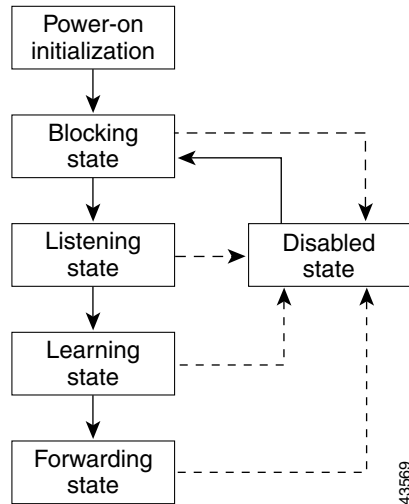 Power-on
initialization
Blocking
state
Listening
state
Disabled
state
Learning
state
Forwarding
state
43569